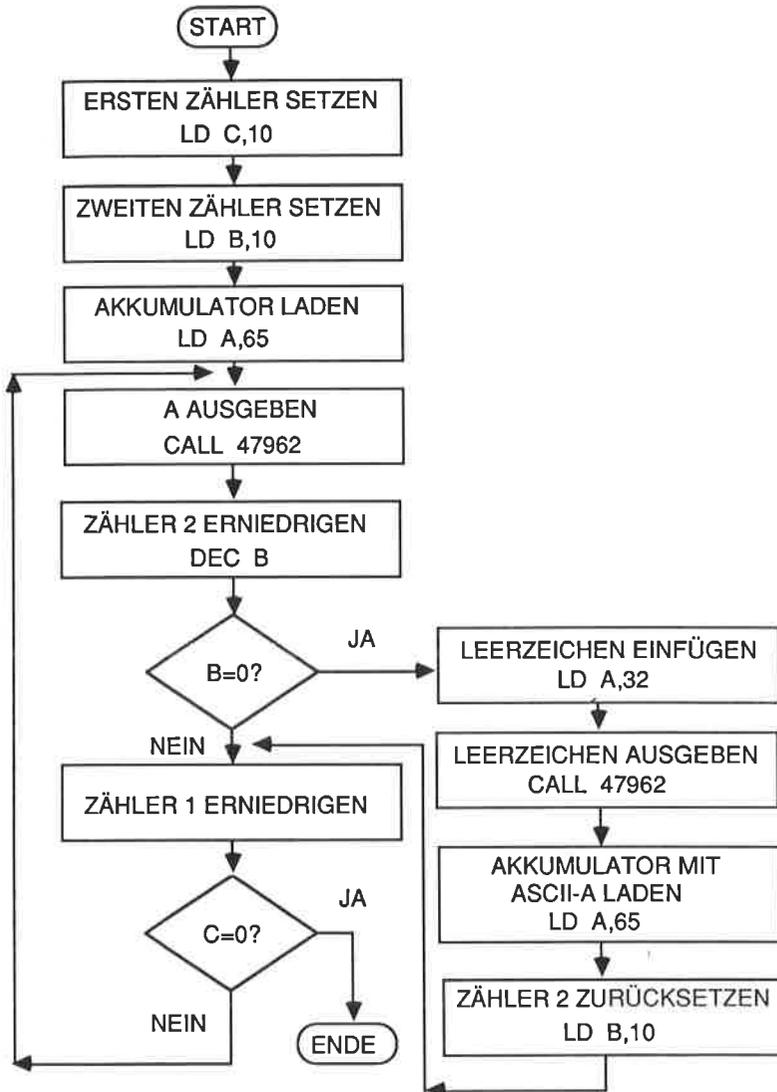 START
ERSTEN ZÄHLER SETZEN
LD C,10
ZWEITEN ZÄHLER SETZEN
LD B,10
AKKUMULATOR LADEN
LD A,65
A AUSGEBEN
CALL 47962
ZÄHLER 2 ERNIEDRIGEN
DEC B
B=0?
JA
NEIN
LEERZEICHEN EINFÜGEN
LD A,32
LEERZEICHEN AUSGEBEN
CALL 47962
AKKUMULATOR MIT
ASCII-A LADEN
LD A,65
ZÄHLER 2 ZURÜCKSETZEN
LD B,10
ZÄHLER 1 ERNIEDRIGEN
C=0?
JA
NEIN
ENDE